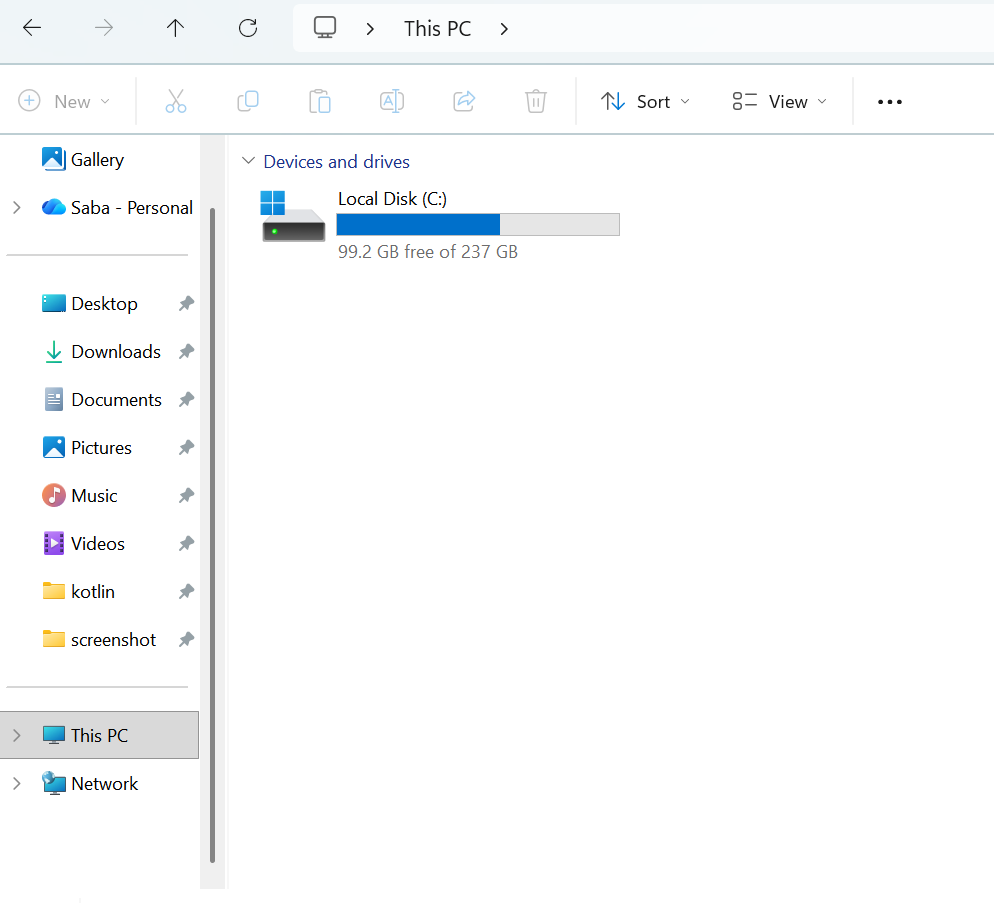 This PC
New
Sort
View
Gallery
Saba - Personal
Desktop
Downloads
Documents
Pictures
Music
Videos
kotlin
screenshot
This PC
Network
Devices and drives
Local Disk (C:)
99.2 GB free of 237 GB